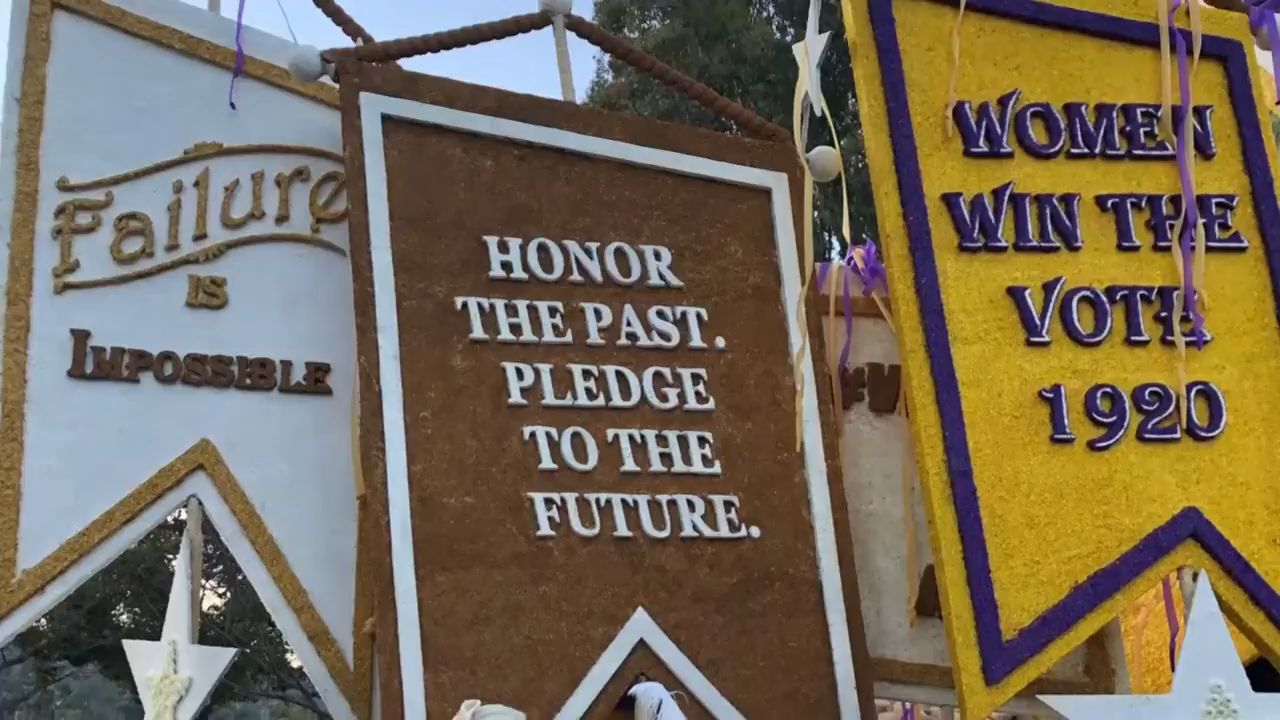 Failure
IS
IMPOSSIBLE
HONOR
THE PAST.
PLEDGE
TO THE
FUTURE.
WOMEN
WIN THE
VOTE
1920